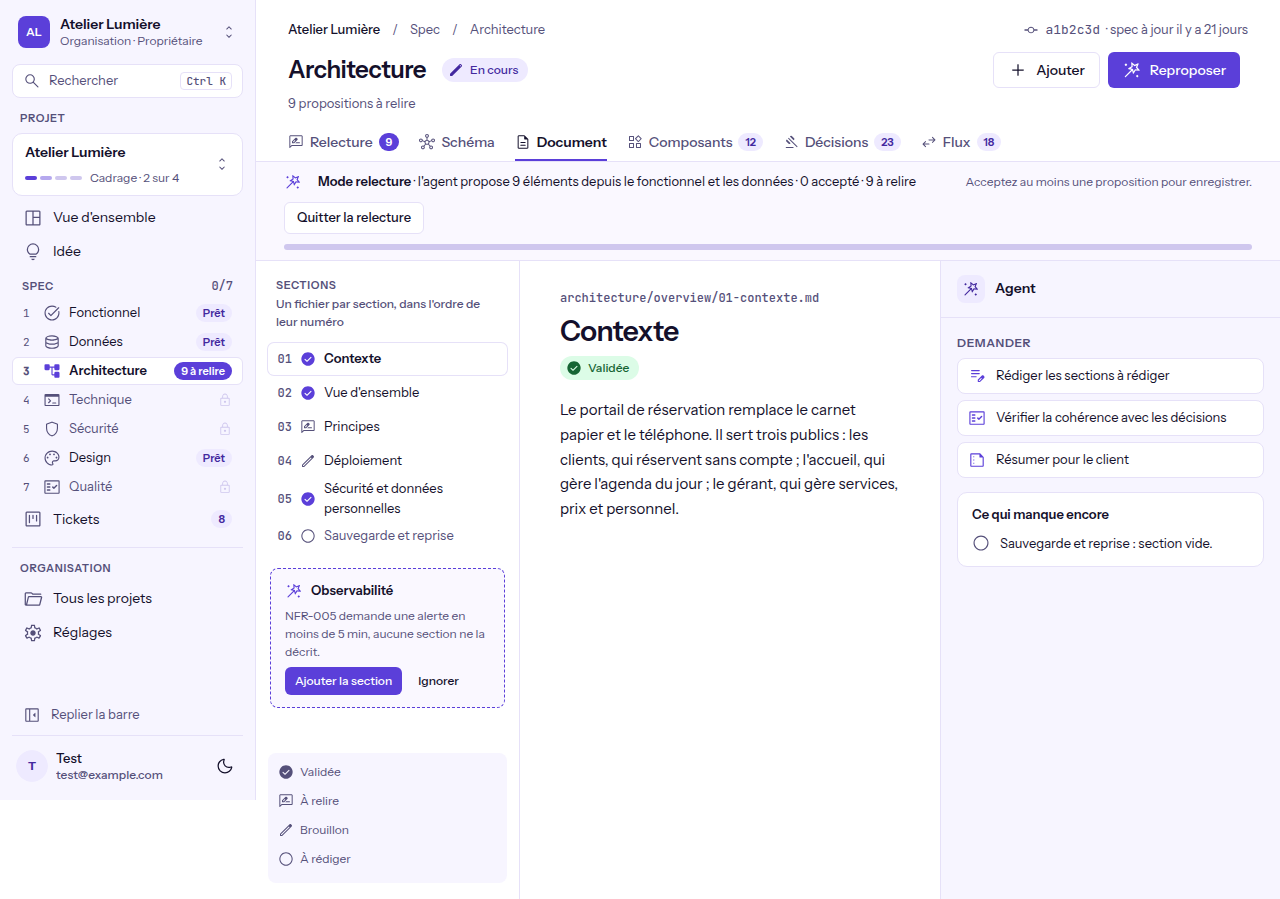 AL
Atelier Lumière
Organisation · Propriétaire
Rechercher
Ctrl K
PROJET
Atelier Lumière
Cadrage · 2 sur 4
Vue d'ensemble
Idée
SPEC 0/7
1 Fonctionnel Prêt
2 Données Prêt
3 Architecture 9 à relire
4 Technique
5 Sécurité
6 Design Prêt
7 Qualité
Tickets 8
ORGANISATION
Tous les projets
Réglages
Replier la barre
T
Test
test@example.com
Atelier Lumière / Spec / Architecture
a1b2c3d · spec à jour il y a 21 jours
Architecture
En cours
Ajouter
Reproposer
9 propositions à relire
Relecture 9
Schéma
Document
Composants 12
Décisions 23
Flux 18
Mode relecture · l'agent propose 9 éléments depuis le fonctionnel et les données · 0 accepté · 9 à relire
Acceptez au moins une proposition pour enregistrer.
Quitter la relecture
SECTIONS
Un fichier par section, dans l'ordre de
leur numéro
01 Contexte
02 Vue d'ensemble
03 Principes
04 Déploiement
05 Sécurité et données
personnelles
06 Sauvegarde et reprise
Observabilité
NFR-005 demande une alerte en
moins de 5 min, aucune section ne la
décrit.
Ajouter la section
Ignorer
Validée
À relire
Brouillon
À rédiger
architecture/overview/01-contexte.md
Contexte
Validée
Le portail de réservation remplace le carnet
papier et le téléphone. Il sert trois publics : les
clients, qui réservent sans compte ; l'accueil, qui
gère l'agenda du jour ; le gérant, qui gère services,
prix et personnel.
Agent
DEMANDER
Rédiger les sections à rédiger
Vérifier la cohérence avec les décisions
Résumer pour le client
Ce qui manque encore
Sauvegarde et reprise : section vide.